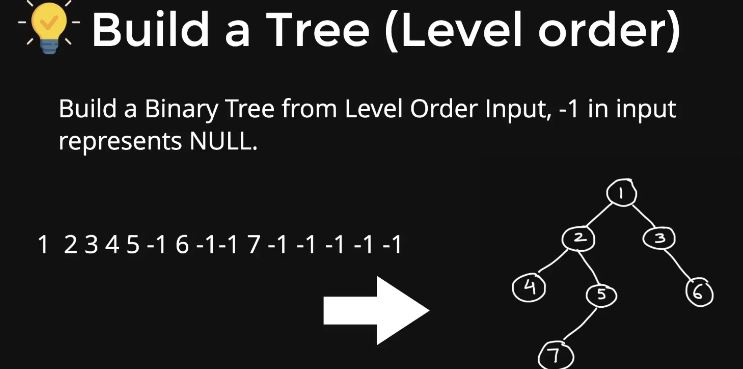 Build a Tree (Level order)
Build a Binary Tree from Level Order Input, -1 in input
represents NULL.
1 2 3 4 5 -1 6 -1-1 7 -1 -1 -1 -1 -1
1
2 3
4 5 6
7